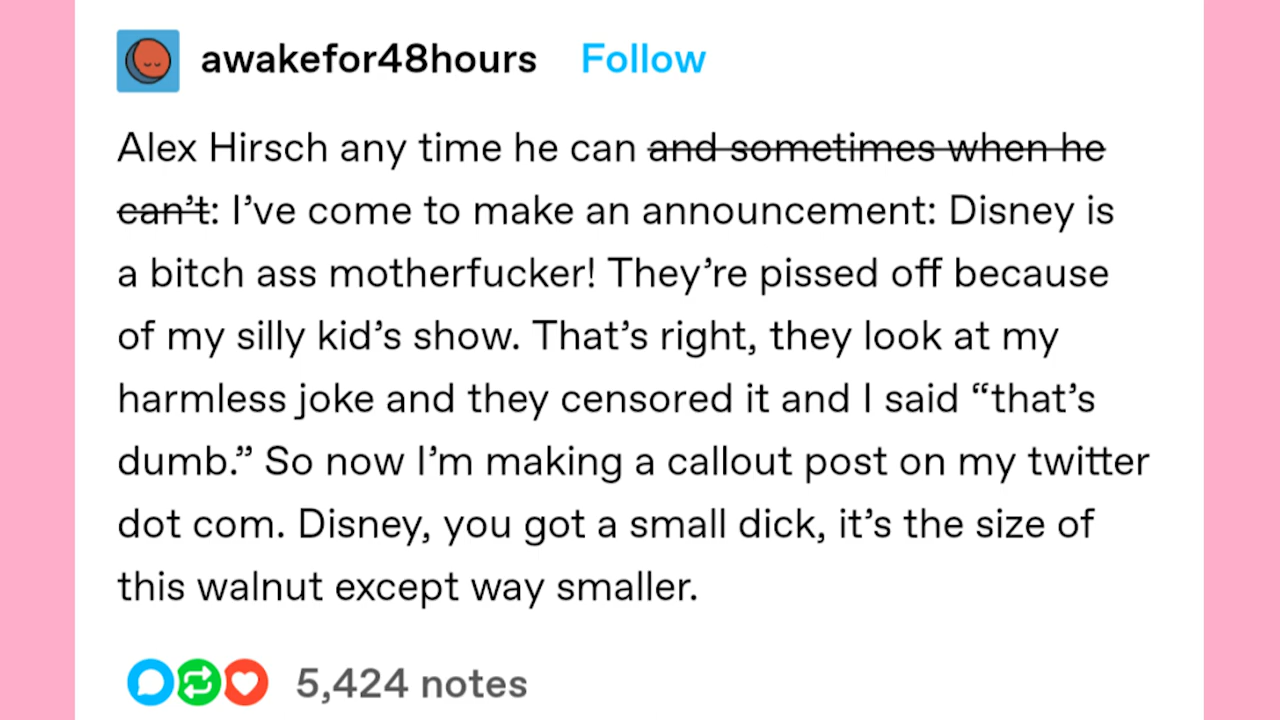 awakefor48hours Follow
Alex Hirsch any time he can and sometimes when he
can’t: I’ve come to make an announcement: Disney is
a bitch ass motherfucker! They’re pissed off because
of my silly kid’s show. That’s right, they look at my
harmless joke and they censored it and I said “that’s
dumb.” So now I’m making a callout post on my twitter
dot com. Disney, you got a small dick, it’s the size of
this walnut except way smaller.
5,424 notes